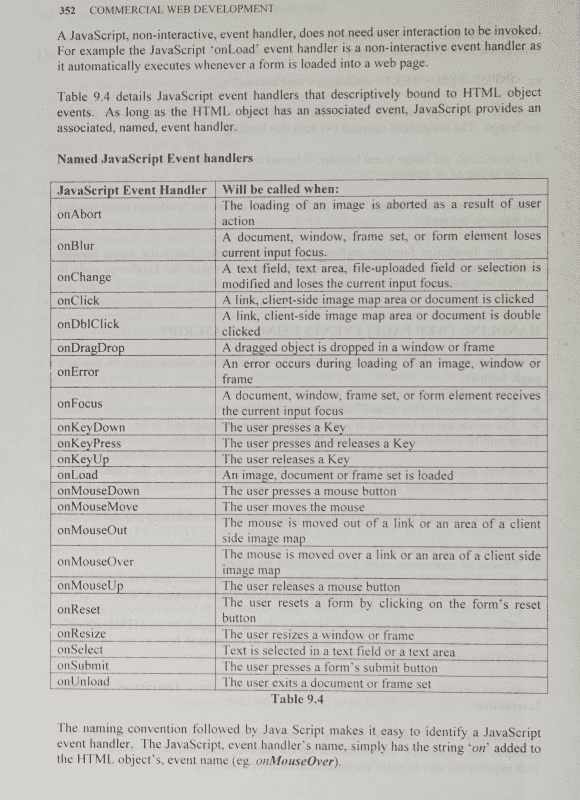 352 COMMERCIAL WEB DEVELOPMENT
A JavaScript, non-interactive, event handler, does not need user interaction to be invoked.
For example the JavaScript 'onLoad' event handler is a non-interactive event handler as
it automatically executes whenever a form is loaded into a web page.
Table 9.4 details JavaScript event handlers that descriptively bound to HTML object
events. As long as the HTML object has an associated event, JavaScript provides an
associated, named, event handler.
Named JavaScript Event handlers
JavaScript Event Handler Will be called when:
onAbort The loading of an image is aborted as a result of user
action
onBlur A document, window, frame set, or form element loses
current input focus.
onChange A text field, text area, file-uploaded field or selection is
modified and loses the current input focus.
onClick A link, client-side image map area or document is clicked
onDblClick A link, client-side image map area or document is double
clicked
onDragDrop A dragged object is dropped in a window or frame
onError An error occurs during loading of an image, window or
frame
onFocus A document, window, frame set, or form element receives
the current input focus
onKeyDown The user presses a Key
onKeyPress The user presses and releases a Key
onKeyUp The user releases a Key
onLoad An image, document or frame set is loaded
onMouseDown The user presses a mouse button
onMouseMove The user moves the mouse
onMouseOut The mouse is moved out of a link or an area of a client
side image map
onMouseOver The mouse is moved over a link or an area of a client side
image map
onMouseUp The user releases a mouse button
onReset The user resets a form by clicking on the form's reset
button
onResize The user resizes a window or frame
onSelect Text is selected in a text field or a text area
onSubmit The user presses a form's submit button
onUnload The user exits a document or frame set
Table 9.4
The naming convention followed by Java Script makes it easy to identify a JavaScript
event handler. The JavaScript, event handler's name, simply has the string 'on' added to
the HTML object's, event name (eg. onMouseOver).